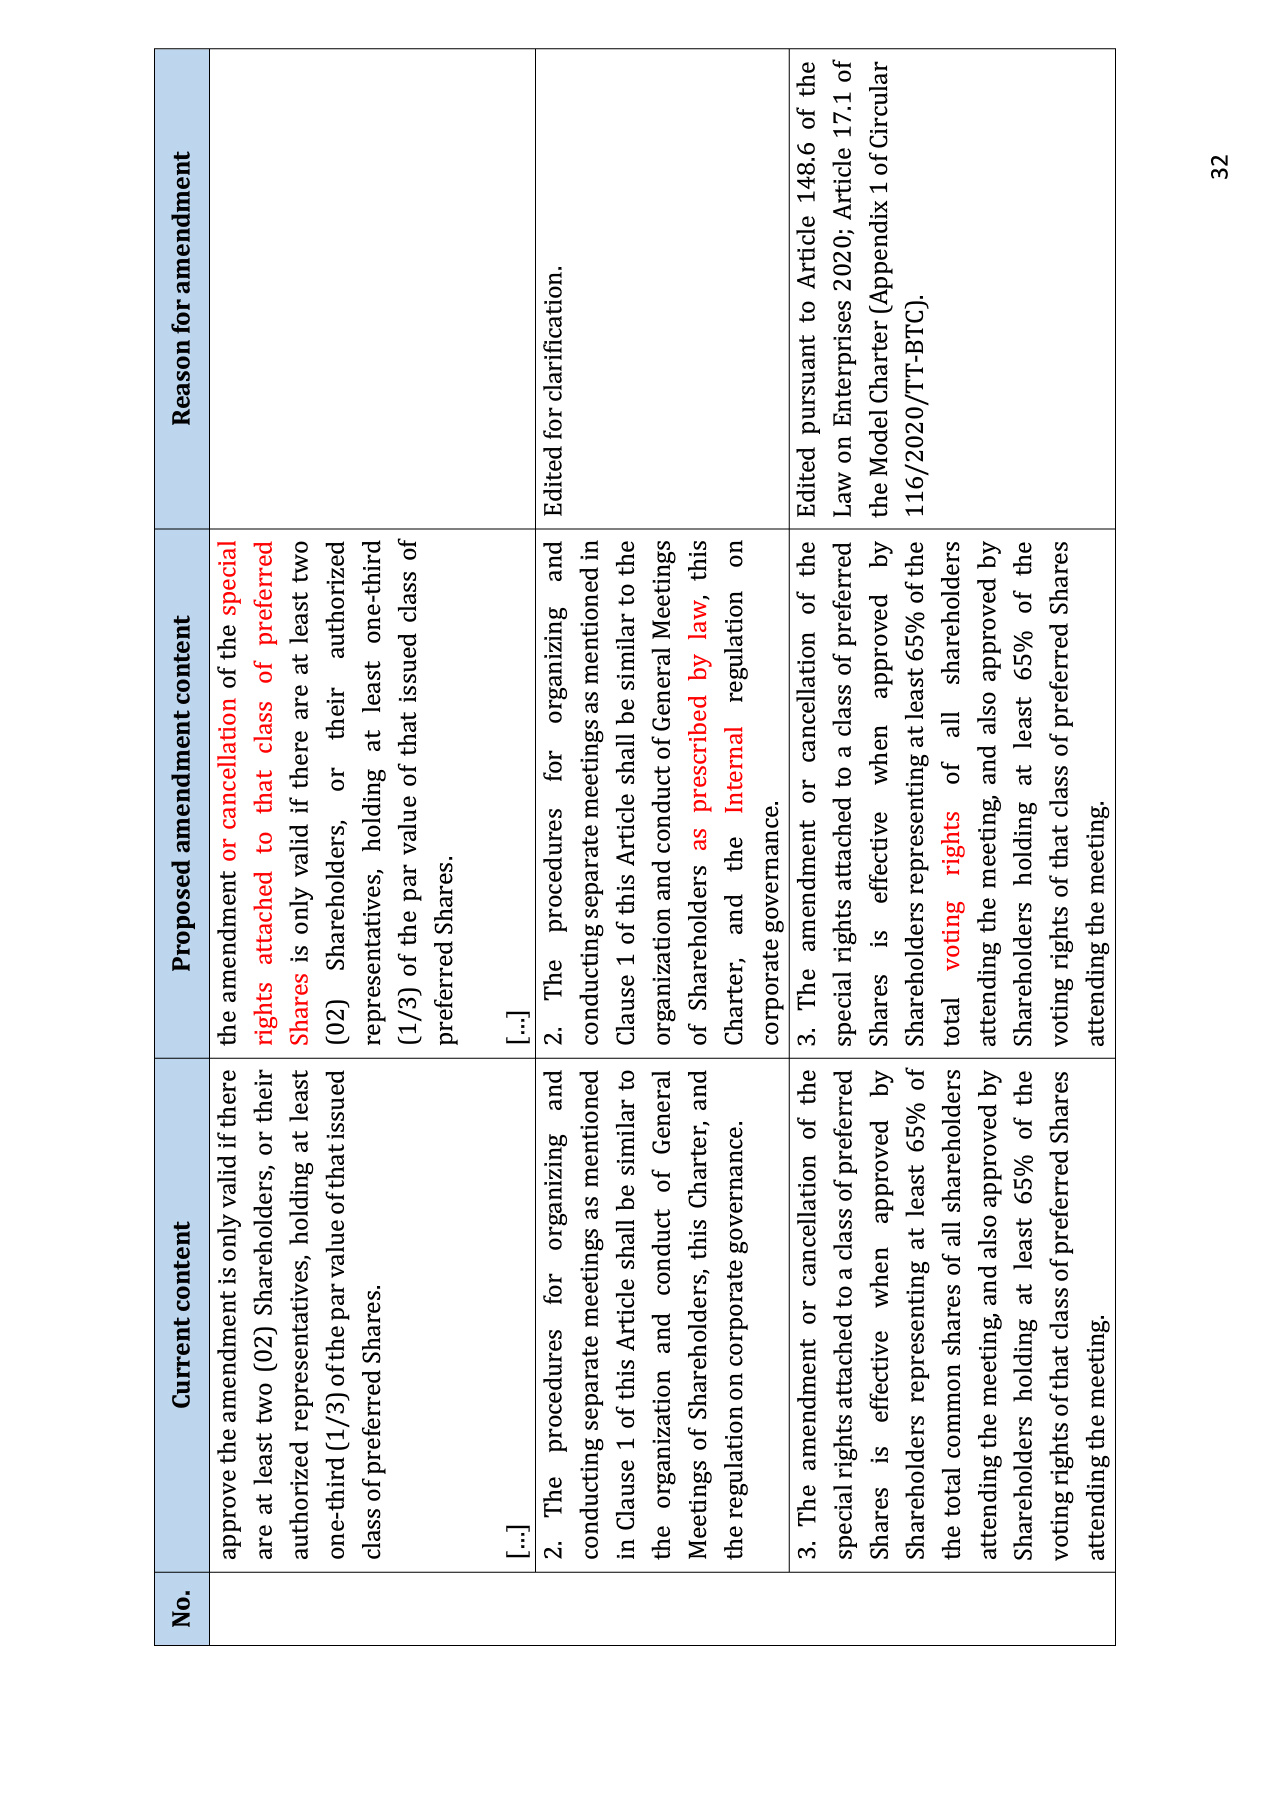 No.
Current content
Proposed amendment content
Reason for amendment
approve the amendment is only valid if there
are at least two (02) Shareholders, or their
authorized representatives, holding at least
one-third (1/3) of the par value of that issued
class of preferred Shares.
[...]
the amendment or cancellation of the special
rights attached to that class of preferred
Shares is only valid if there are at least two
(02) Shareholders, or their authorized
representatives, holding at least one-third
(1/3) of the par value of that issued class of
preferred Shares.
[...]
2. The procedures for organizing and
conducting separate meetings as mentioned
in Clause 1 of this Article shall be similar to
the organization and conduct of General
Meetings of Shareholders, this Charter, and
the regulation on corporate governance.
2. The procedures for organizing and
conducting separate meetings as mentioned in
Clause 1 of this Article shall be similar to the
organization and conduct of General Meetings
of Shareholders as prescribed by law, this
Charter, and the Internal regulation on
corporate governance.
Edited for clarification.
3. The amendment or cancellation of the
special rights attached to a class of preferred
Shares is effective when approved by
Shareholders representing at least 65% of
the total common shares of all shareholders
attending the meeting, and also approved by
Shareholders holding at least 65% of the
voting rights of that class of preferred Shares
attending the meeting.
3. The amendment or cancellation of the
special rights attached to a class of preferred
Shares is effective when approved by
Shareholders representing at least 65% of the
total voting rights of all shareholders
attending the meeting, and also approved by
Shareholders holding at least 65% of the
voting rights of that class of preferred Shares
attending the meeting.
Edited pursuant to Article 148.6 of the
Law on Enterprises 2020; Article 17.1 of
the Model Charter (Appendix 1 of Circular
116/2020/TT-BTC).
32